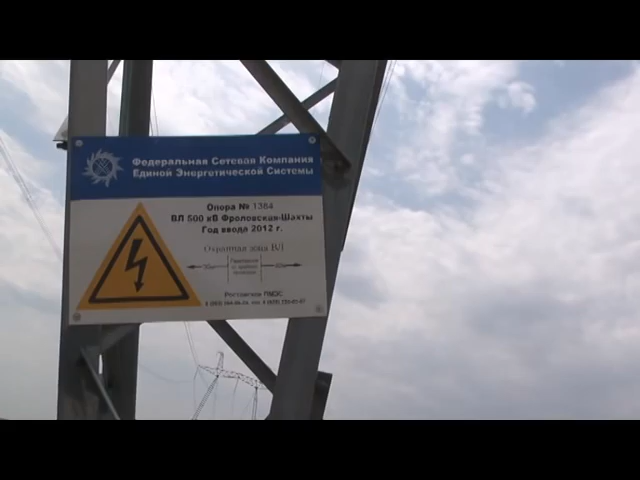 Федеральная Сетевая Компания
Единой Энергетической Системы
Опора № 1384
ВЛ 500 кВ Фроловская-Шахты
Год ввода 2012 г.
Охранная зона ВЛ
Ростовское ПМЭС